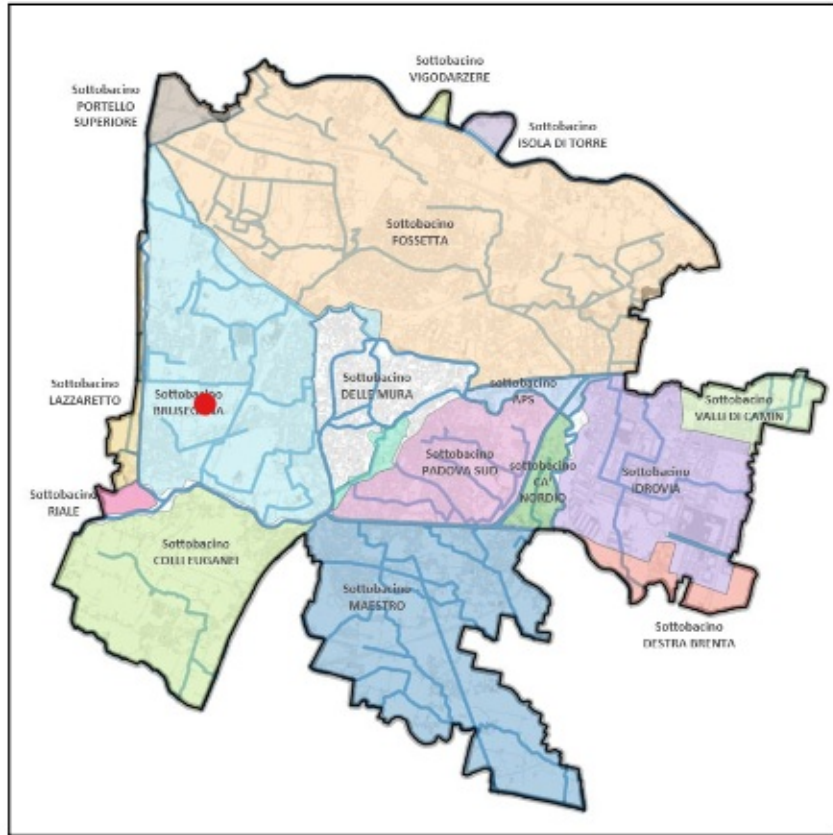 Sottobacino
VIGODARZERE
Sottobacino
PORTELLO
SUPERIORE
Sottobacino
ISOLA DI TORRE
Sottobacino
FOSSETTA
Sottobacino
LAZZARETTO
Sottobacino
Sottobacino
DELLE MURA
sottobacino
APS
Sottobacino
VALLI DI CAMIN
Sottobacino
PADOVA SUD
sottobacino
CA'
NORDIO
Sottobacino
IDROVIA
Sottobacino
RIALE
Sottobacino
COLLI EUGANEI
Sottobacino
MAESTRO
Sottobacino
DESTRA BRENTA